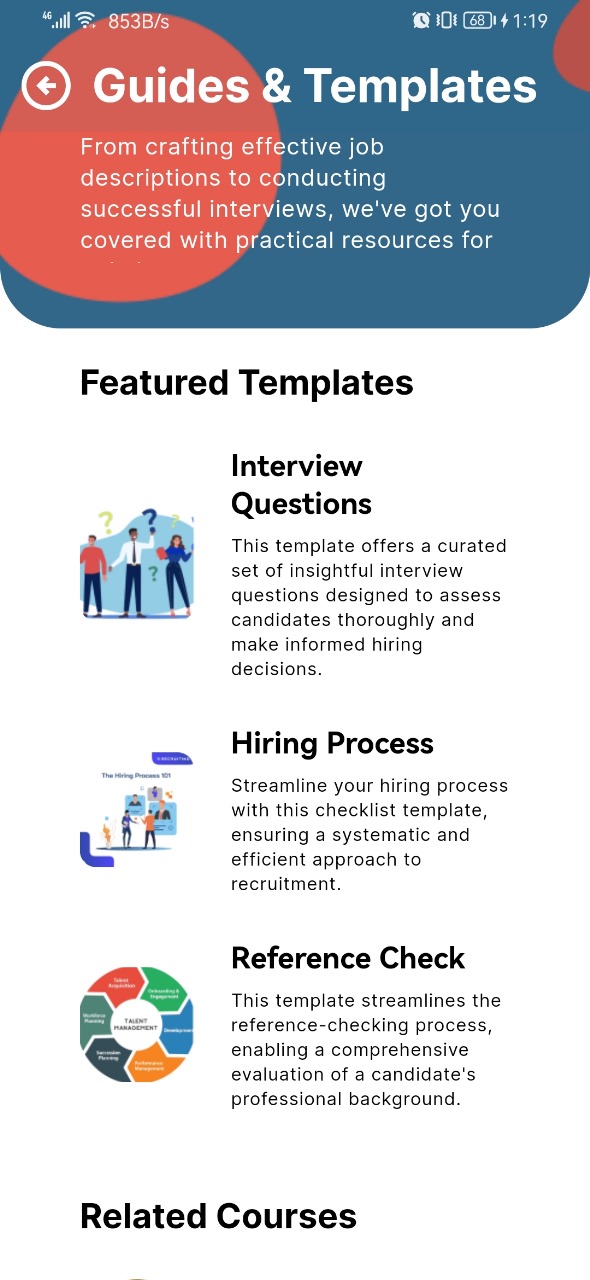 4G 853B/s 68 1:19
Guides & Templates
From crafting effective job
descriptions to conducting
successful interviews, we've got you
covered with practical resources for
Featured Templates
Interview
Questions
This template offers a curated
set of insightful interview
questions designed to assess
candidates thoroughly and
make informed hiring
decisions.
The Hiring Process 101
Hiring Process
Streamline your hiring process
with this checklist template,
ensuring a systematic and
efficient approach to
recruitment.
Reference Check
This template streamlines the
reference-checking process,
enabling a comprehensive
evaluation of a candidate's
professional background.
Talent
Acquisition
Onboarding &
Engagement
Workforce
Planning
TALENT
MANAGEMENT
Development
Succession
Planning
Performance
Management
Related Courses